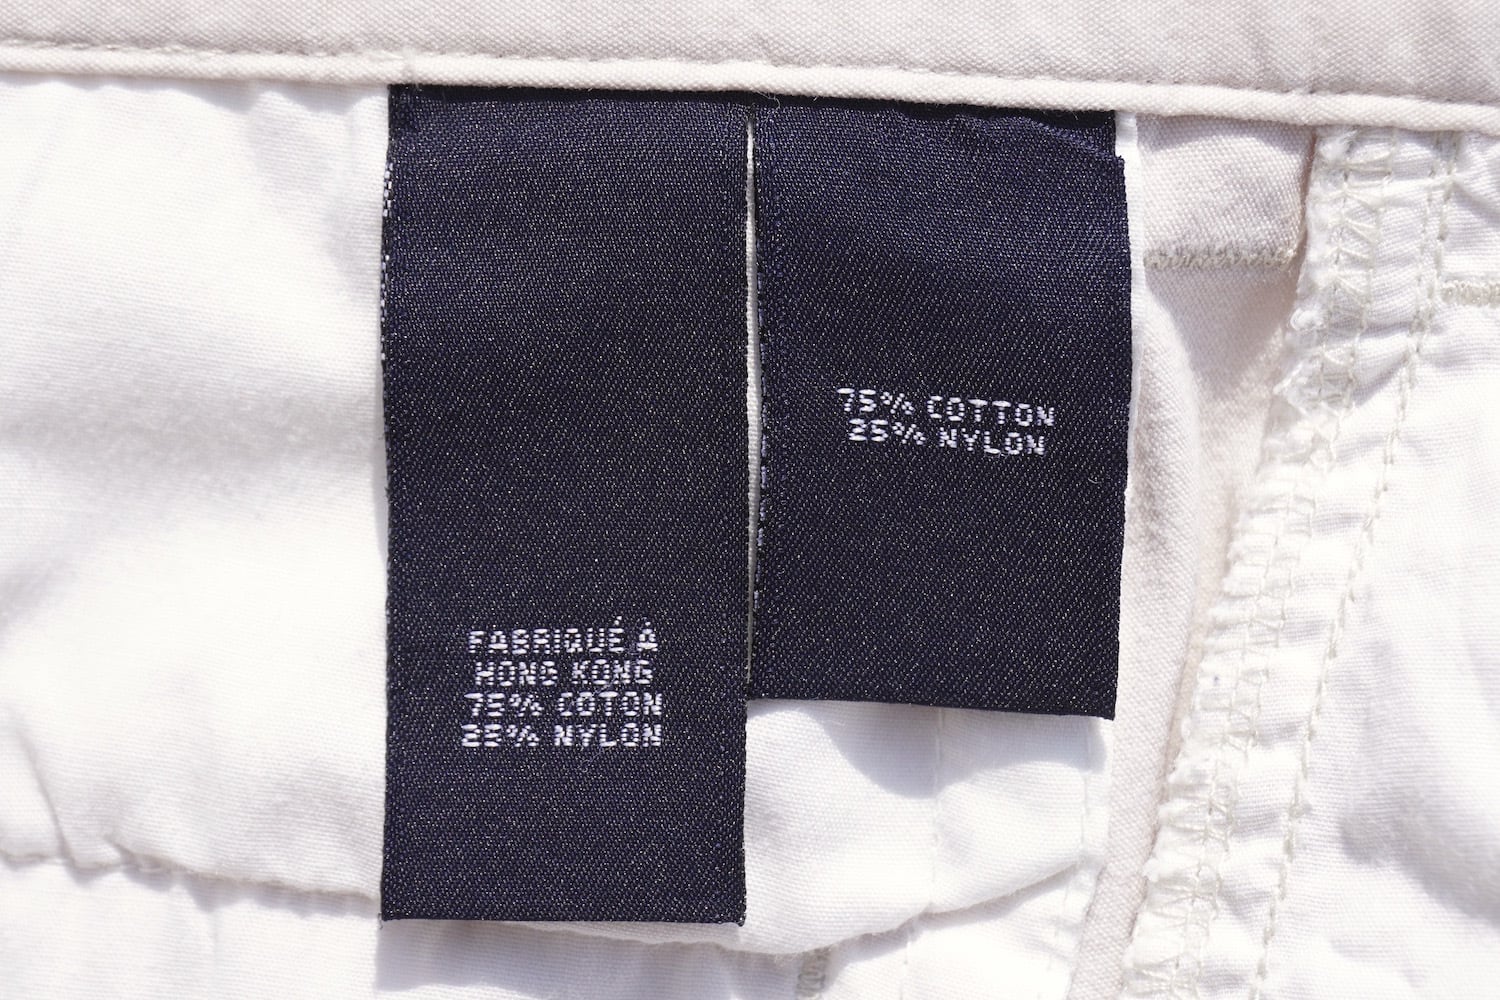 FABRIQUÉ À
HONG KONG
75% COTON
25% NYLON
75% COTTON
25% NYLON